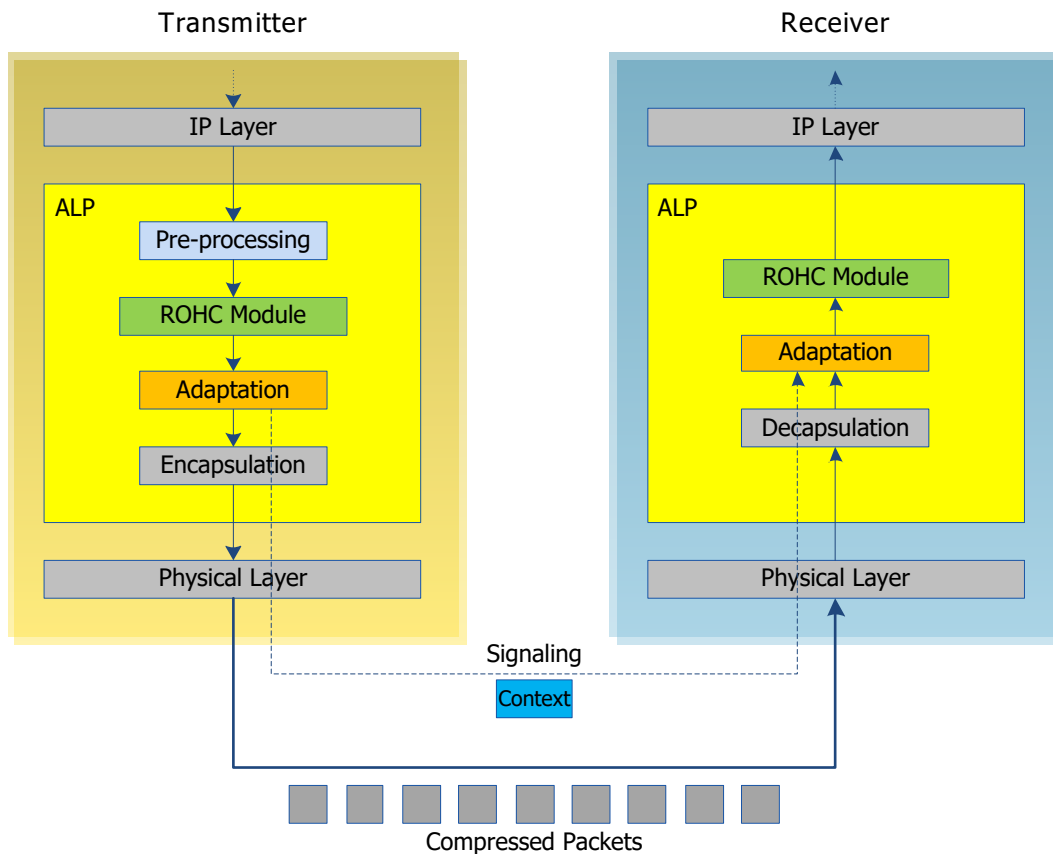 Transmitter
IP Layer
ALP
Pre-processing
ROHC Module
Adaptation
Encapsulation
Physical Layer
Receiver
IP Layer
ALP
ROHC Module
Adaptation
Decapsulation
Physical Layer
Signaling
Context
Compressed Packets